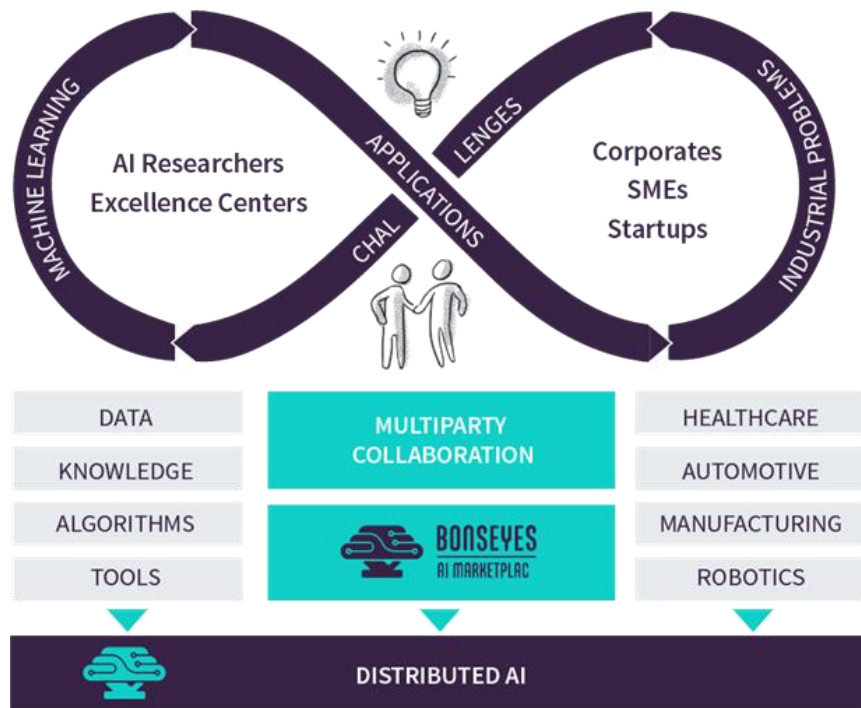 MACHINE LEARNING
AI Researchers
Excellence Centers
APPLICATIONS
CHAL
LENGES
Corporates
SMEs
Startups
INDUSTRIAL PROBLEMS
DATA
KNOWLEDGE
ALGORITHMS
TOOLS
MULTIPARTY
COLLABORATION
BONSEYES
AI MARKETPLAC
HEALTHCARE
AUTOMOTIVE
MANUFACTURING
ROBOTICS
DISTRIBUTED AI